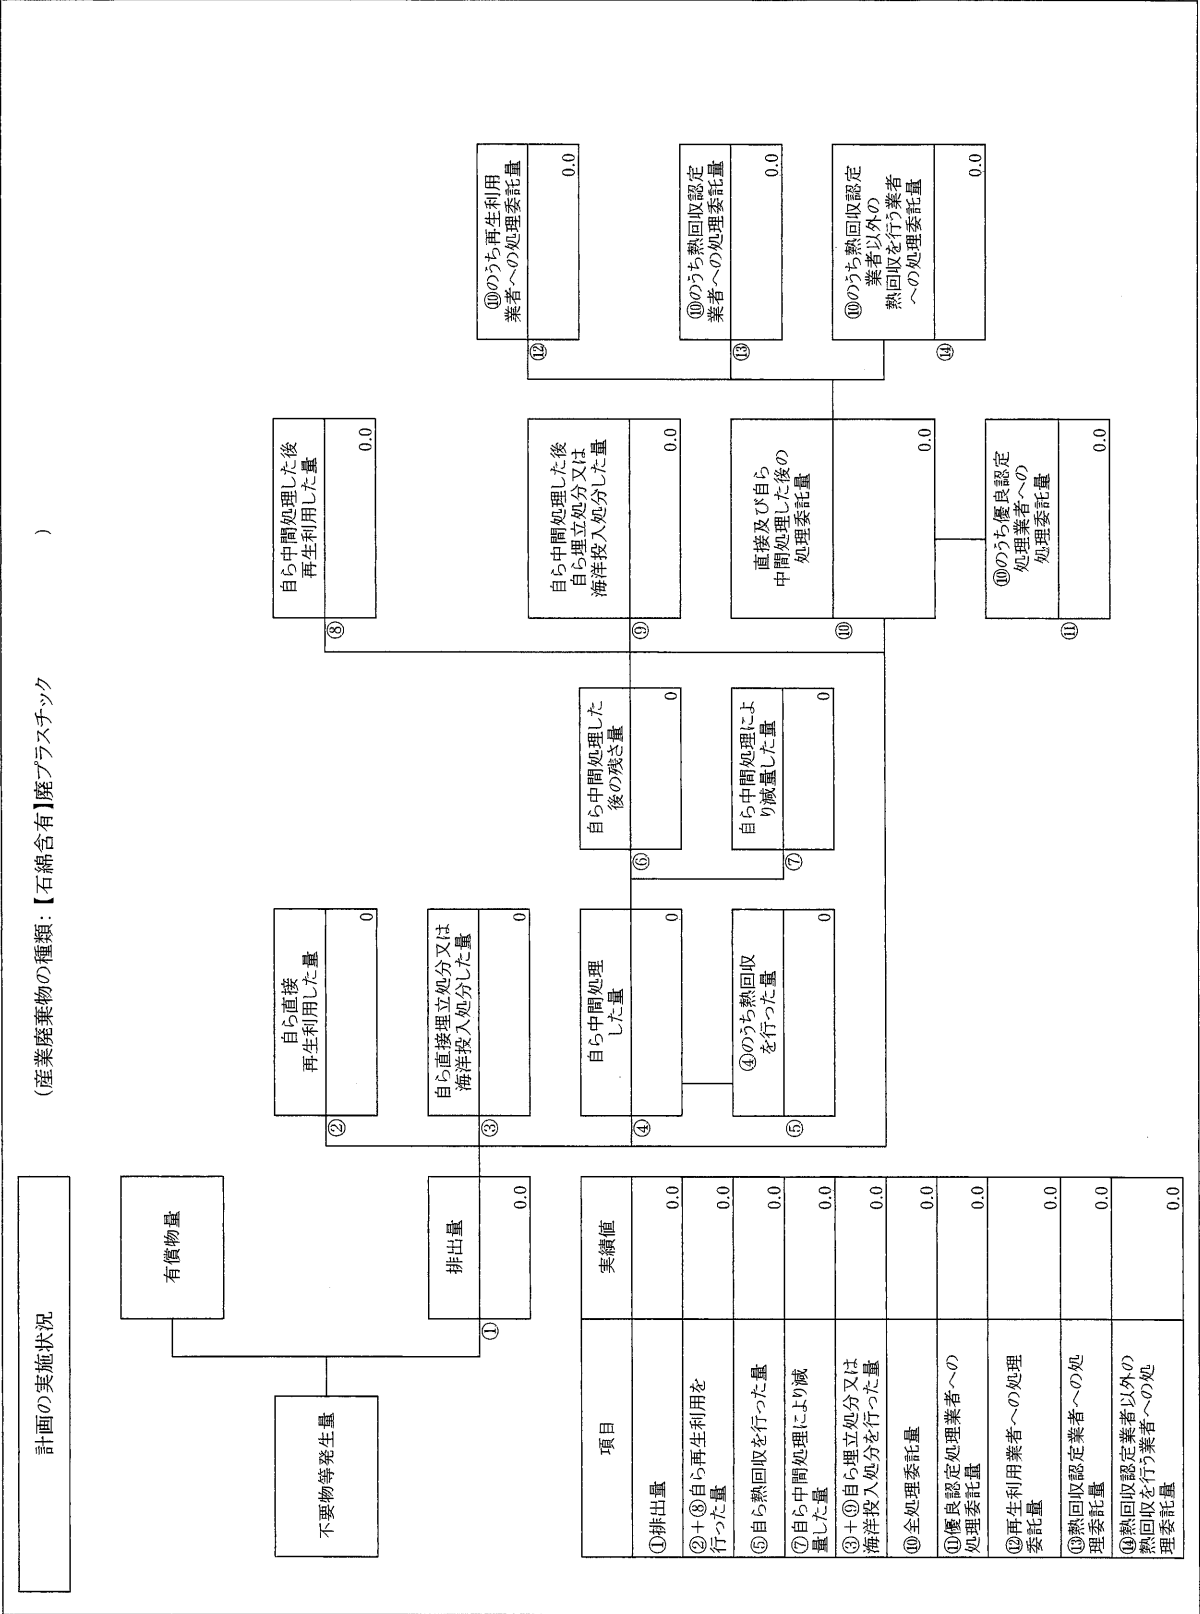 計画の実施状況
(産業廃棄物の種類:【石綿含有】廃プラスチック )
不要物等発生量
有償物量
①
排出量
0.0
②
自ら直接
再生利用した量
0
③
自ら直接埋立処分又は
海洋投入処分した量
0
④
自ら中間処理
した量
0
⑤
④のうち熱回収
を行った量
0
⑥
自ら中間処理した
後の残さ量
0
⑦
自ら中間処理によ
り減量した量
0
⑧
自ら中間処理した後
再生利用した量
0.0
⑨
自ら中間処理した後
自ら埋立処分又は
海洋投入処分した量
0.0
⑩
直接及び自ら
中間処理した後の
処理委託量
0.0
⑪
⑩のうち優良認定
処理業者への
処理委託量
0.0
⑫
⑩のうち再生利用
業者への処理委託量
0.0
⑬
⑩のうち熱回収認定
業者への処理委託量
0.0
⑭
⑩のうち熱回収認定
業者以外の
熱回収を行う業者
への処理委託量
0.0
項目 実績値
①排出量 0.0
②+⑧自ら再生利用を
行った量 0.0
⑤自ら熱回収を行った量 0.0
⑦自ら中間処理により減
量した量 0.0
③+⑨自ら埋立処分又は
海洋投入処分を行った量 0.0
⑩全処理委託量 0.0
⑪優良認定処理業者への
処理委託量 0.0
⑫再生利用業者への処理
委託量 0.0
⑬熱回収認定業者への処
理委託量 0.0
⑭熱回収認定業者以外の
熱回収を行う業者への処
理委託量 0.0